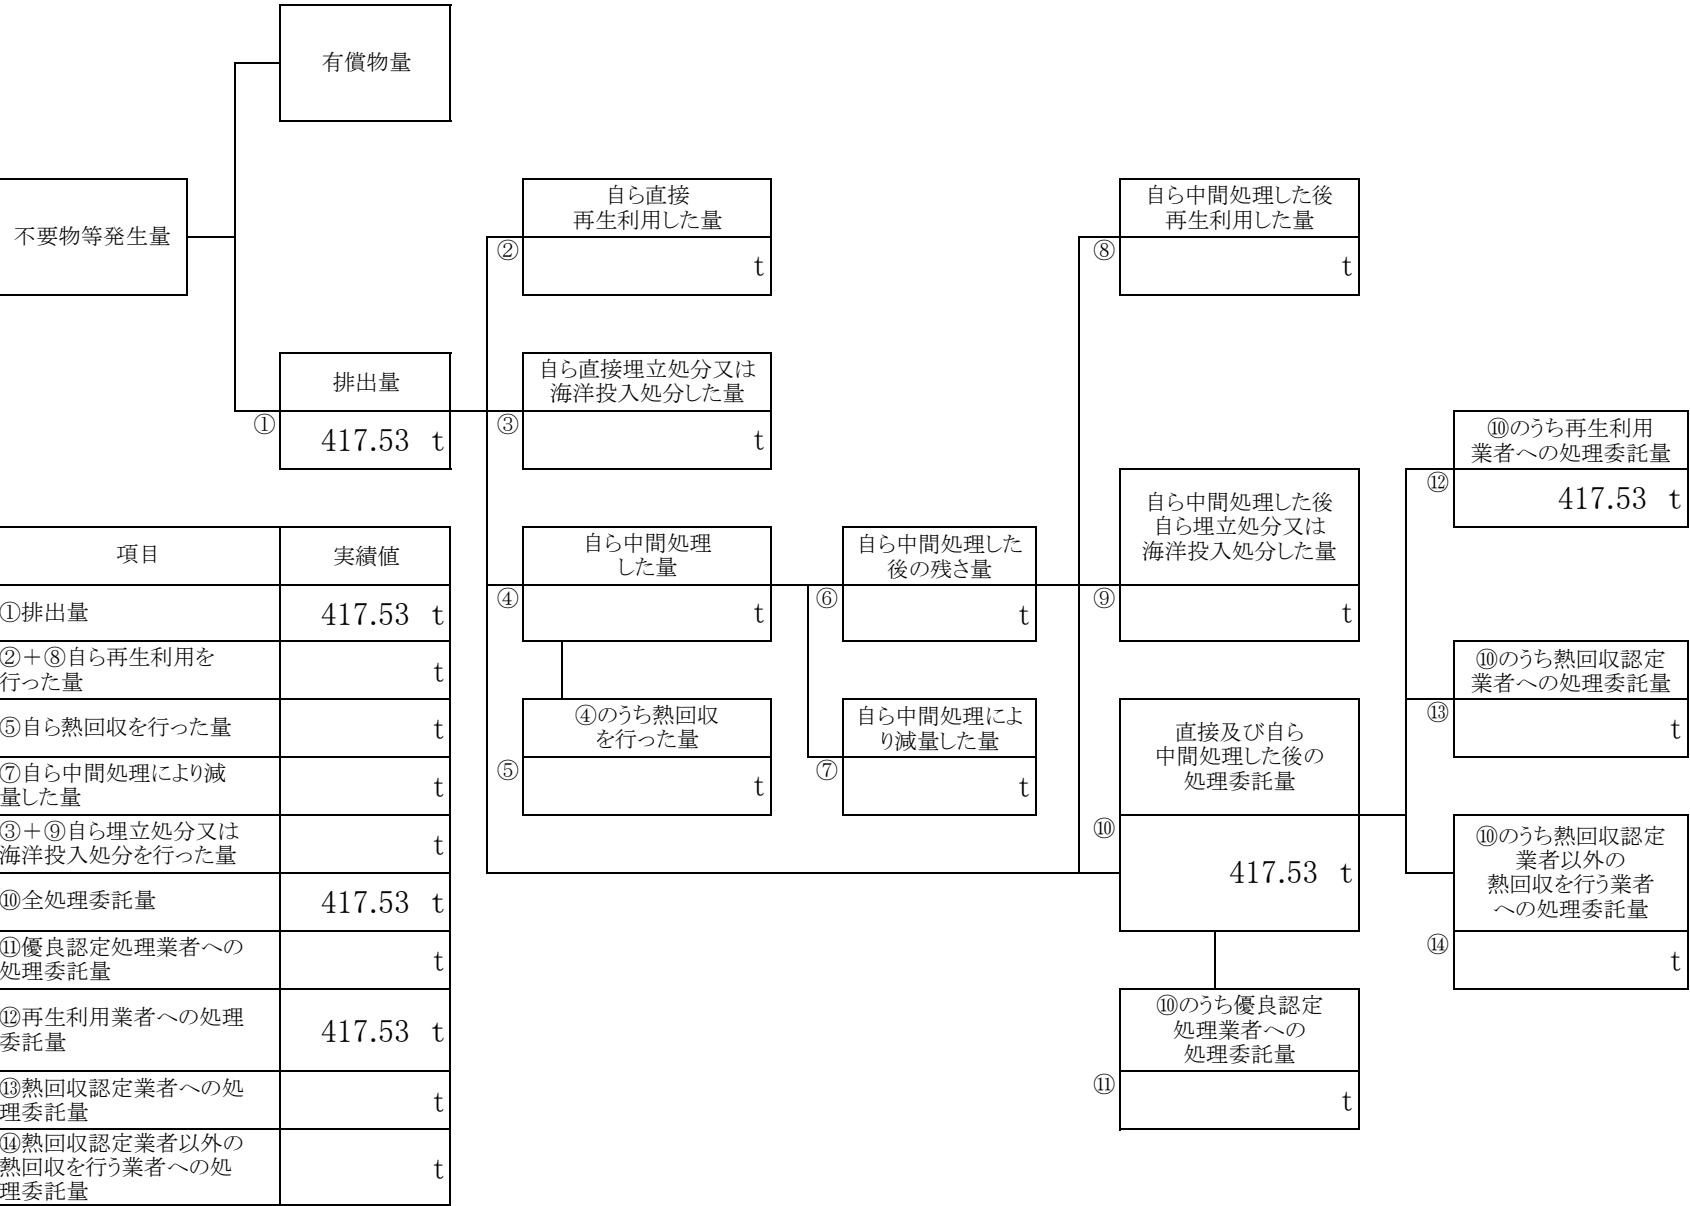 有償物量
不要物等発生量
自ら直接
再生利用した量
②
t
自ら中間処理した後
再生利用した量
⑧
t
排出量
①
417.53 t
自ら直接埋立処分又は
海洋投入処分した量
③
t
⑩のうち再生利用
業者への処理委託量
⑫
417.53 t
自ら中間処理
した量
④
t
自ら中間処理した
後の残さ量
⑥
t
自ら中間処理した後
自ら埋立処分又は
海洋投入処分した量
⑨
t
⑩のうち熱回収認定
業者への処理委託量
⑬
t
④のうち熱回収
を行った量
⑤
t
自ら中間処理によ
り減量した量
⑦
t
直接及び自ら
中間処理した後の
処理委託量
⑩
417.53 t
⑩のうち熱回収認定
業者以外の
熱回収を行う業者
への処理委託量
⑭
t
⑩のうち優良認定
処理業者への
処理委託量
⑪
t
項目 実績値
①排出量 417.53 t
②＋⑧自ら再生利用を
行った量 t
⑤自ら熱回収を行った量 t
⑦自ら中間処理により減
量した量 t
③＋⑨自ら埋立処分又は
海洋投入処分を行った量 t
⑩全処理委託量 417.53 t
⑪優良認定処理業者への
処理委託量 t
⑫再生利用業者への処理
委託量 417.53 t
⑬熱回収認定業者への処
理委託量 t
⑭熱回収認定業者以外の
熱回収を行う業者への処
理委託量 t